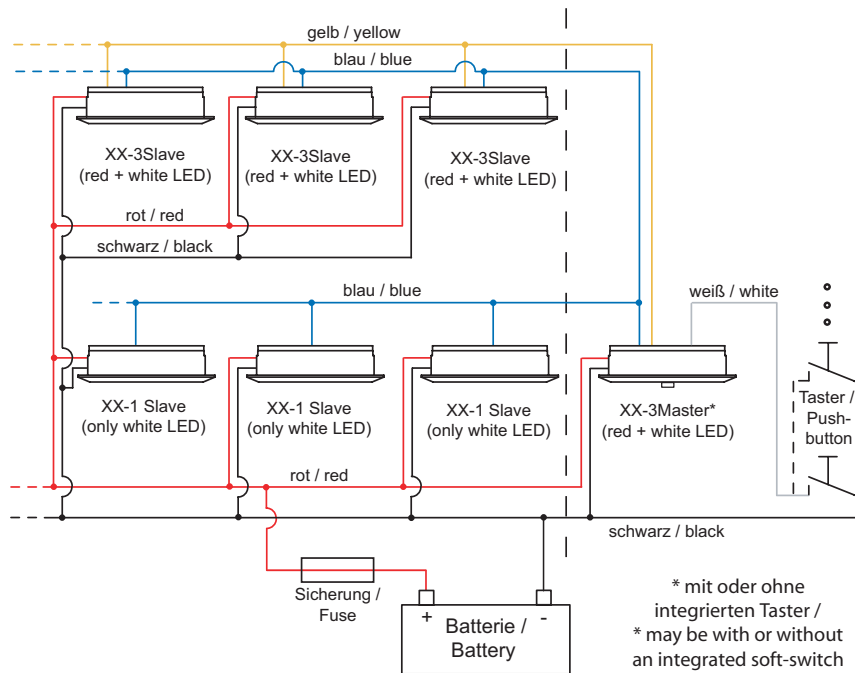 gelb / yellow
blau / blue
XX-3Slave
(red + white LED)
XX-3Slave
(red + white LED)
XX-3Slave
(red + white LED)
rot / red
schwarz / black
blau / blue
weiß / white
XX-1 Slave
(only white LED)
XX-1 Slave
(only white LED)
XX-1 Slave
(only white LED)
XX-3Master*
(red + white LED)
Taster /
Push-
button
rot / red
schwarz / black
Sicherung /
Fuse
+
-
Batterie /
Battery
* mit oder ohne
integrierten Taster /
* may be with or without
an integrated soft-switch